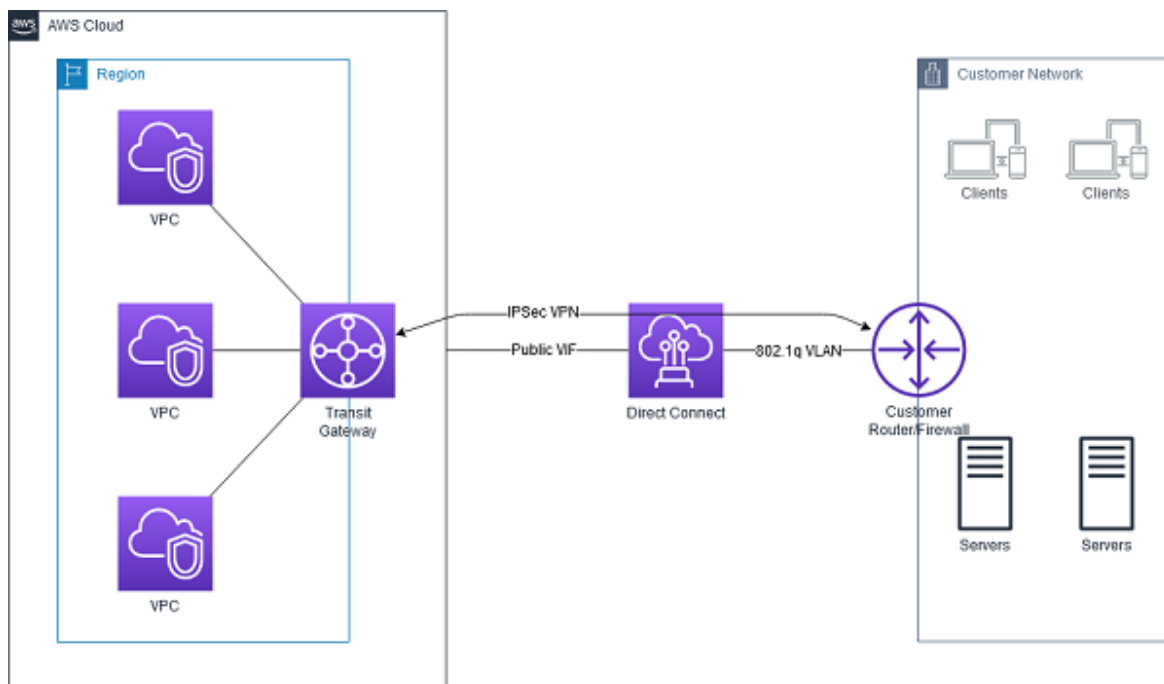 aws
AWS Cloud
Region
VPC
VPC
VPC
Transit
Gateway
IPSec VPN
Public VIF
Direct Connect
802.1q VLAN
Customer Network
Clients
Clients
Customer
Router/Firewall
Servers
Servers